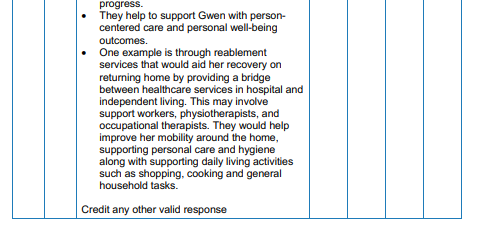 progress.
• They help to support Gwen with person-
centered care and personal well-being
outcomes.
• One example is through reablement
services that would aid her recovery on
returning home by providing a bridge
between healthcare services in hospital and
independent living. This may involve
support workers, physiotherapists, and
occupational therapists. They would help
improve her mobility around the home,
supporting personal care and hygiene
along with supporting daily living activities
such as shopping, cooking and general
household tasks.
Credit any other valid response